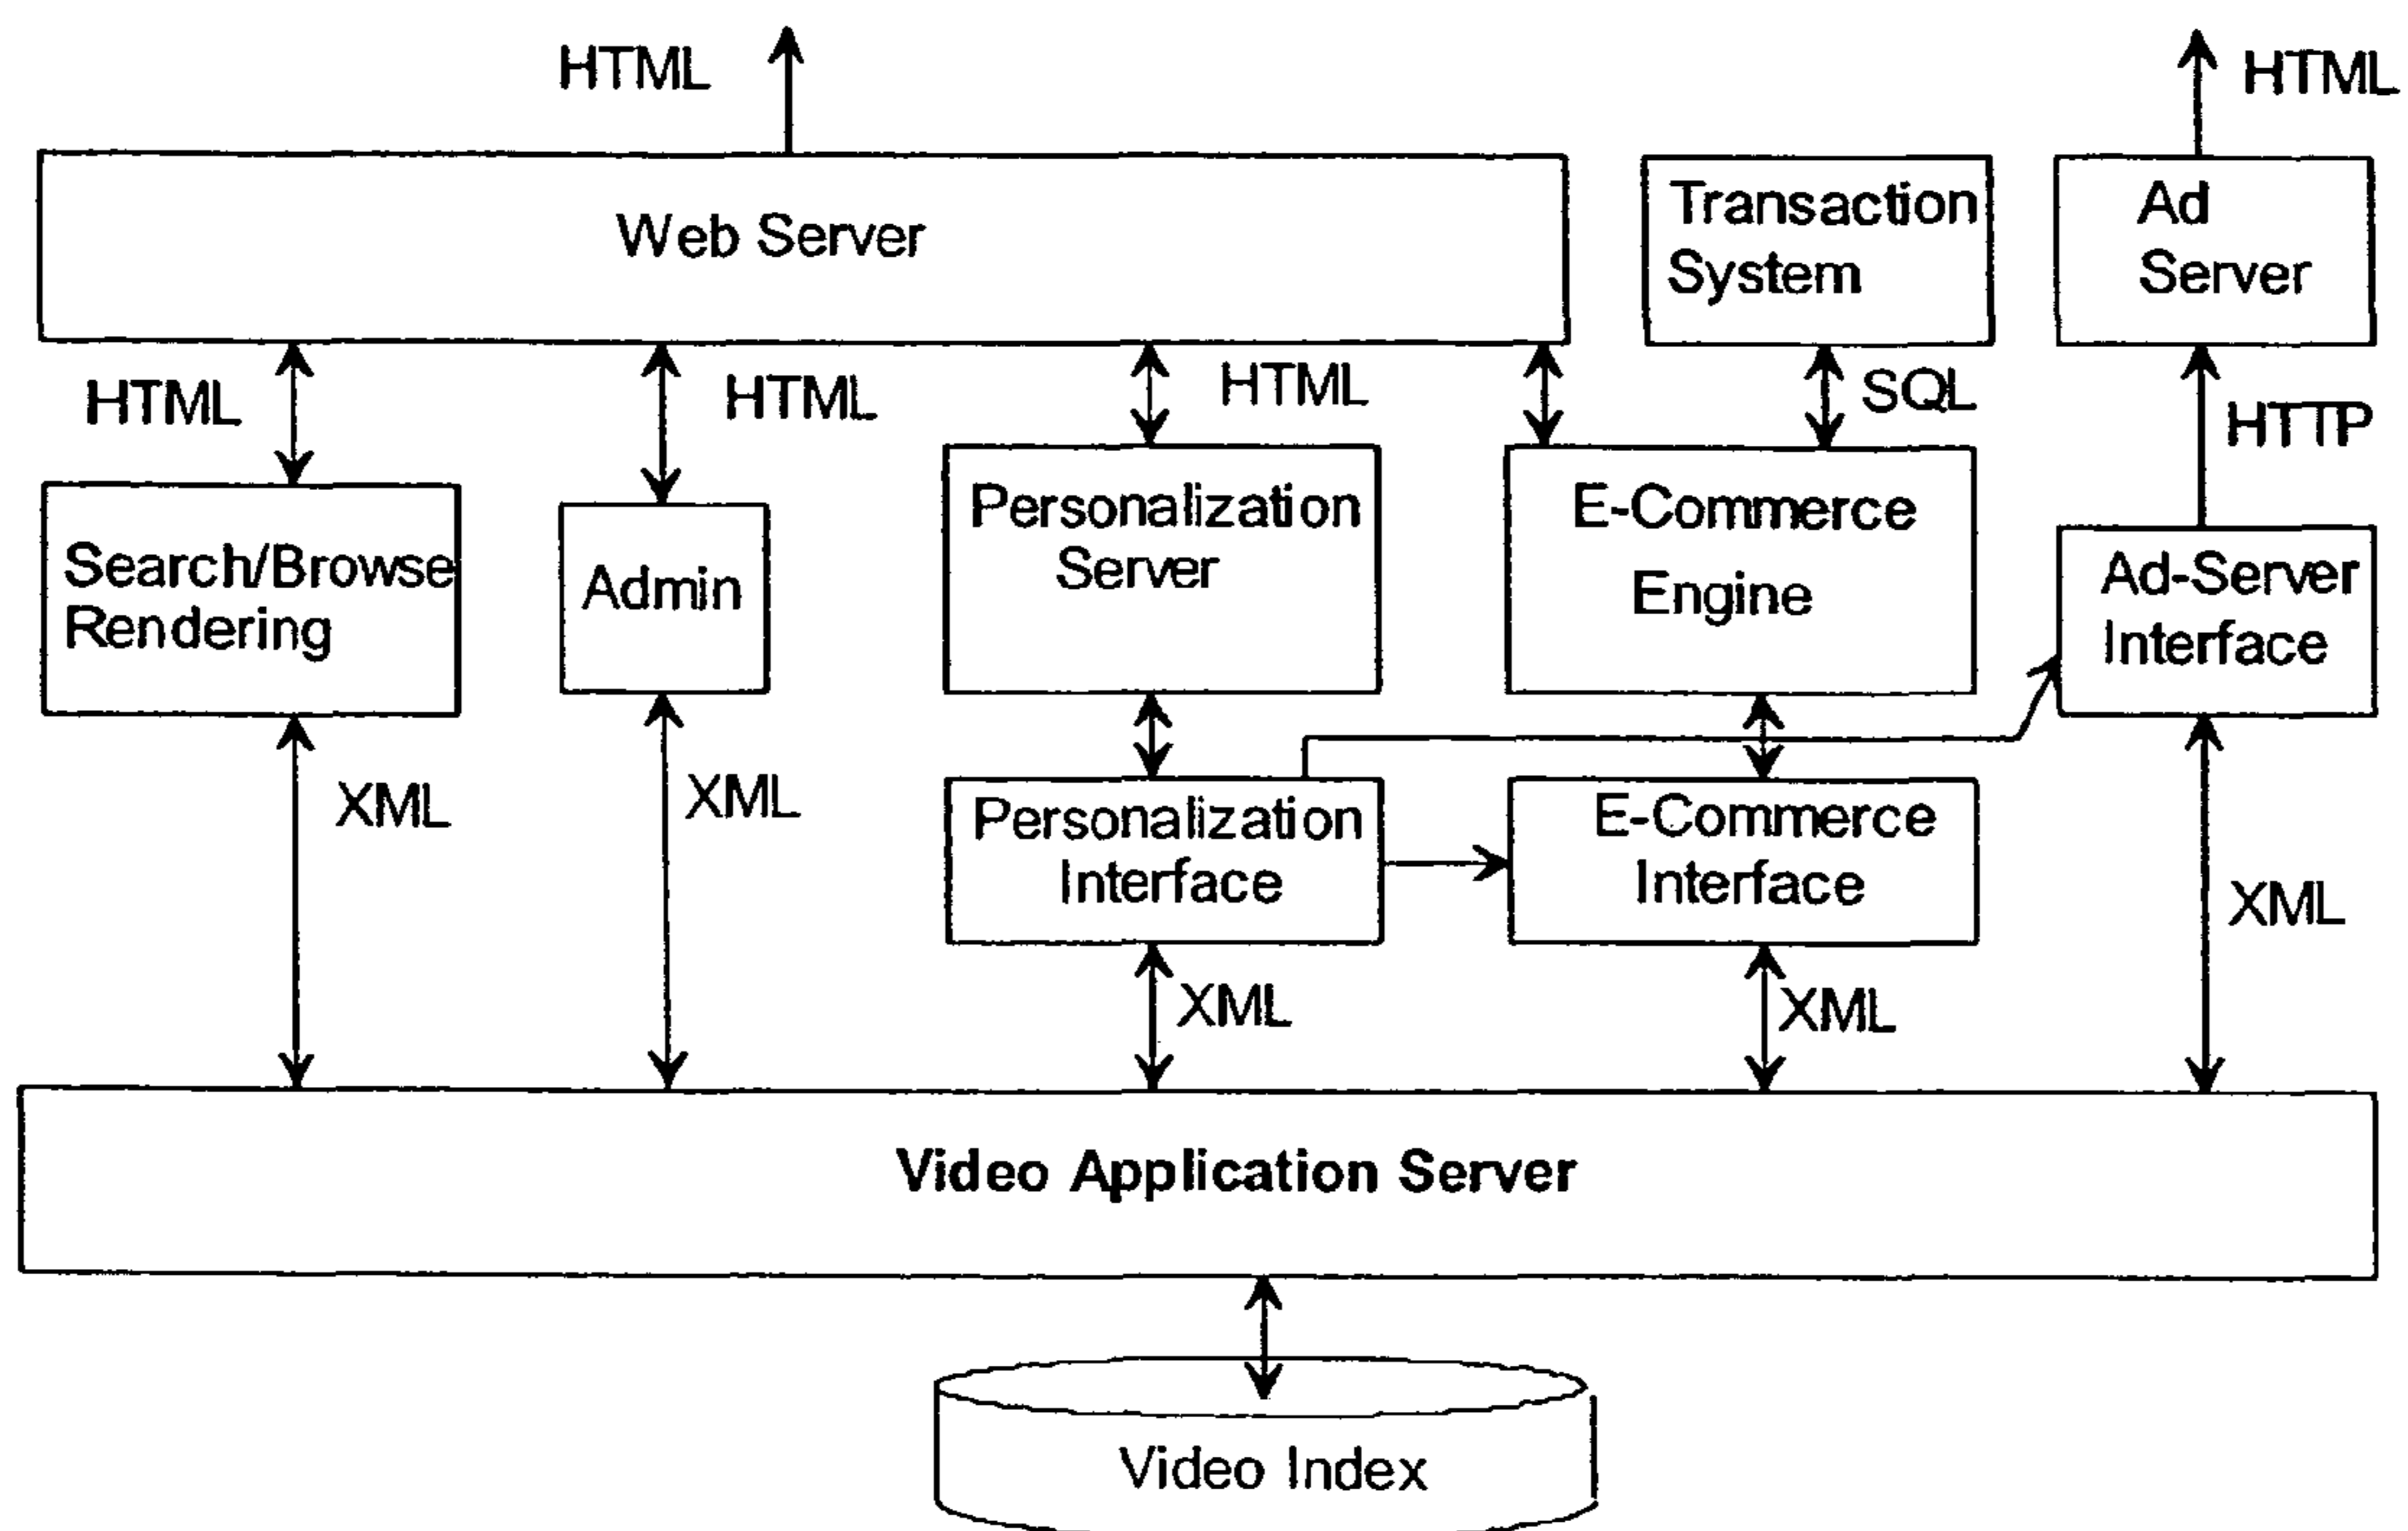 HTML
HTML
Web Server
Transaction
System
Ad
Server
HTML
HTML
HTML
SQL
HTTP
Search/Browse
Rendering
Admin
Personalization
Server
E-Commerce
Engine
Ad-Server
Interface
XML
XML
Personalization
Interface
E-Commerce
Interface
XML
XML
XML
Video Application Server
Video Index